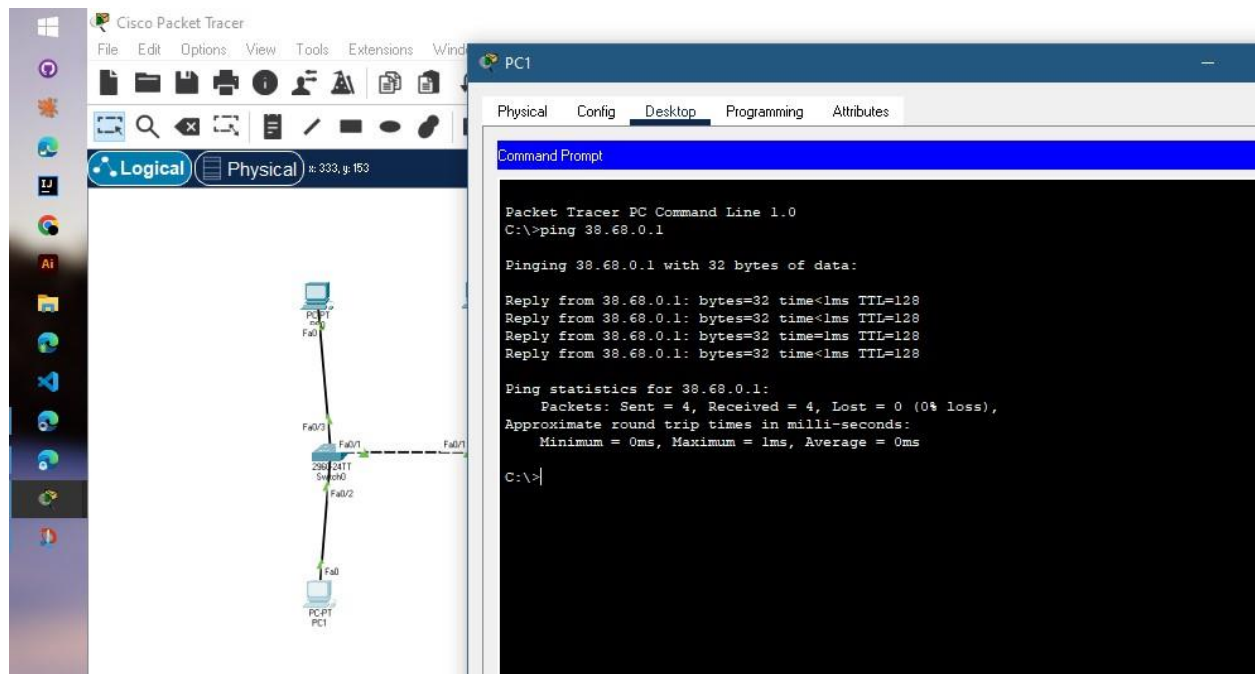 Cisco Packet Tracer
File Edit Options View Tools Extensions Wind
Logical
Physical
x: 333, y: 153
PC-PT
Fa0
Fa0/3
Fa0/1
Fa0/1
2960-24TT
Switch0
Fa0/2
Fa0
PC-PT
PC1
PC1
Physical Config Desktop Programming Attributes
Command Prompt
Packet Tracer PC Command Line 1.0
C:\>ping 38.68.0.1
Pinging 38.68.0.1 with 32 bytes of data:
Reply from 38.68.0.1: bytes=32 time<1ms TTL=128
Reply from 38.68.0.1: bytes=32 time<1ms TTL=128
Reply from 38.68.0.1: bytes=32 time=1ms TTL=128
Reply from 38.68.0.1: bytes=32 time<1ms TTL=128
Ping statistics for 38.68.0.1:
Packets: Sent = 4, Received = 4, Lost = 0 (0% loss),
Approximate round trip times in milli-seconds:
Minimum = 0ms, Maximum = 1ms, Average = 0ms
C:\>
IJ
Ai